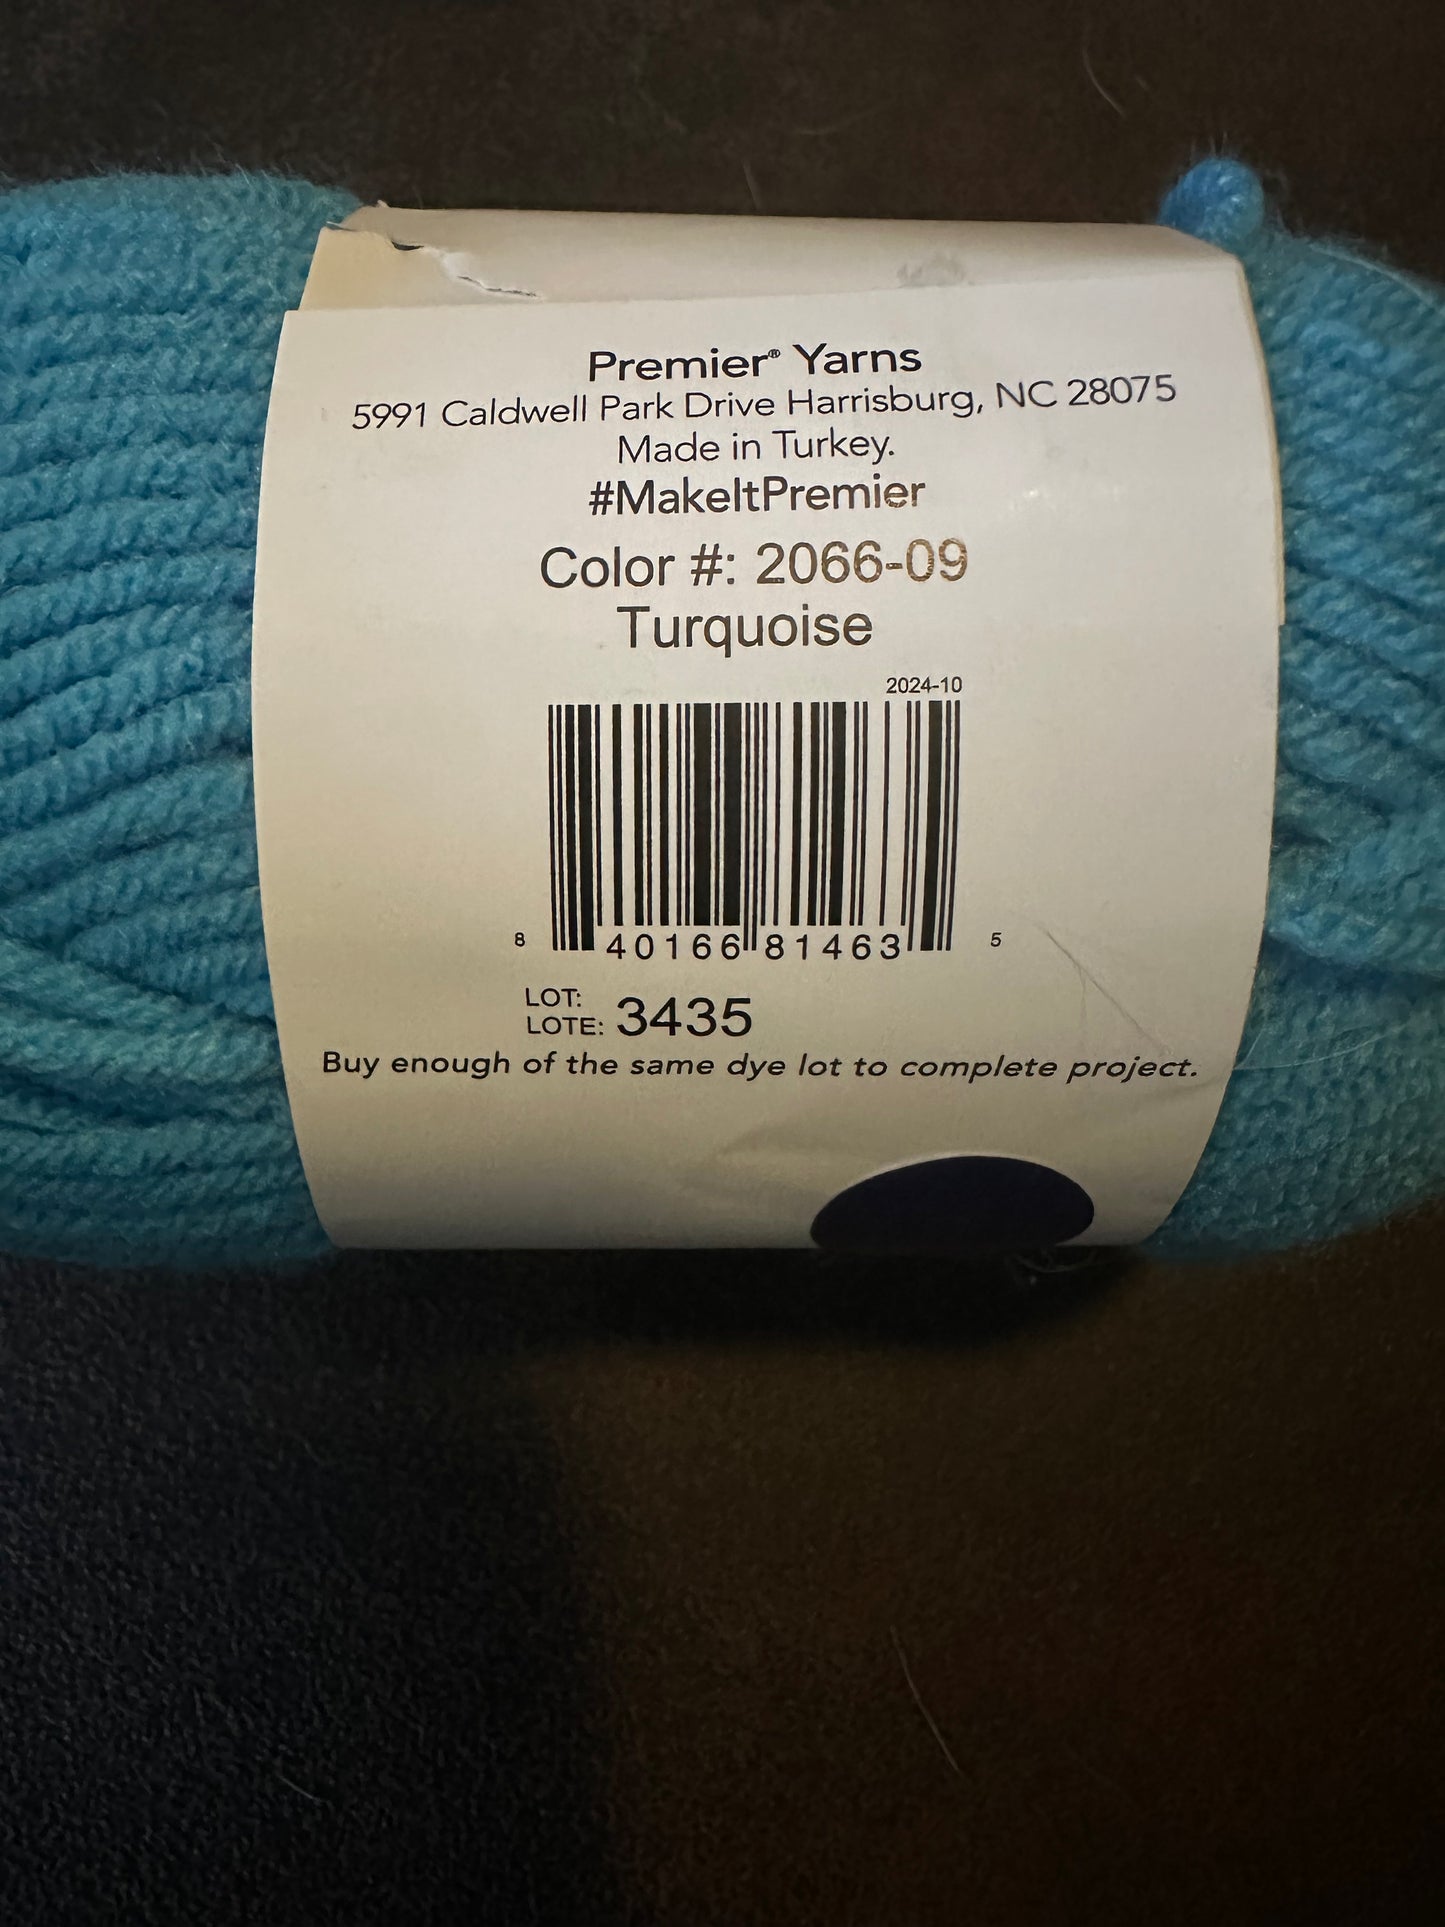 Premier® Yarns
5991 Caldwell Park Drive Harrisburg, NC 28075
Made in Turkey.
#MakeItPremier
Color #: 2066-09
Turquoise
2024-10
8 40166 81463 5
LOT:
LOTE: 3435
Buy enough of the same dye lot to complete project.